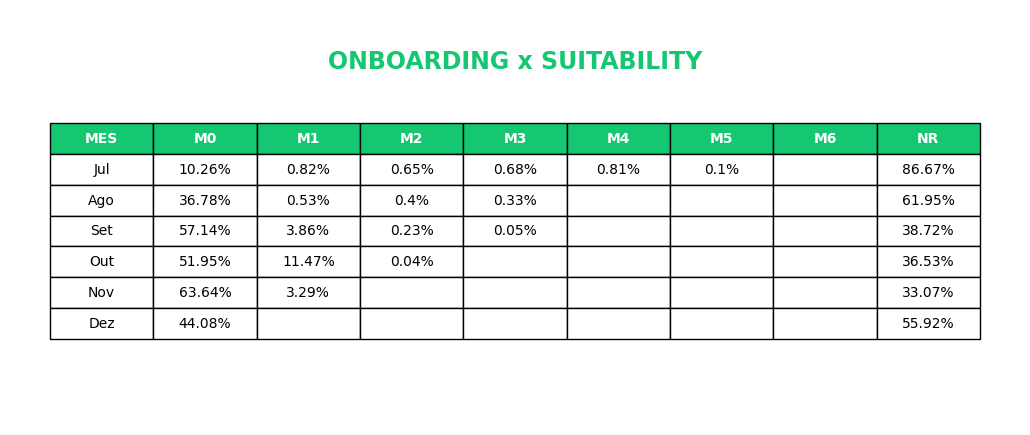 ONBOARDING x SUITABILITY
MES M0 M1 M2 M3 M4 M5 M6 NR
Jul 10.26% 0.82% 0.65% 0.68% 0.81% 0.1% 86.67%
Ago 36.78% 0.53% 0.4% 0.33% 61.95%
Set 57.14% 3.86% 0.23% 0.05% 38.72%
Out 51.95% 11.47% 0.04% 36.53%
Nov 63.64% 3.29% 33.07%
Dez 44.08% 55.92%